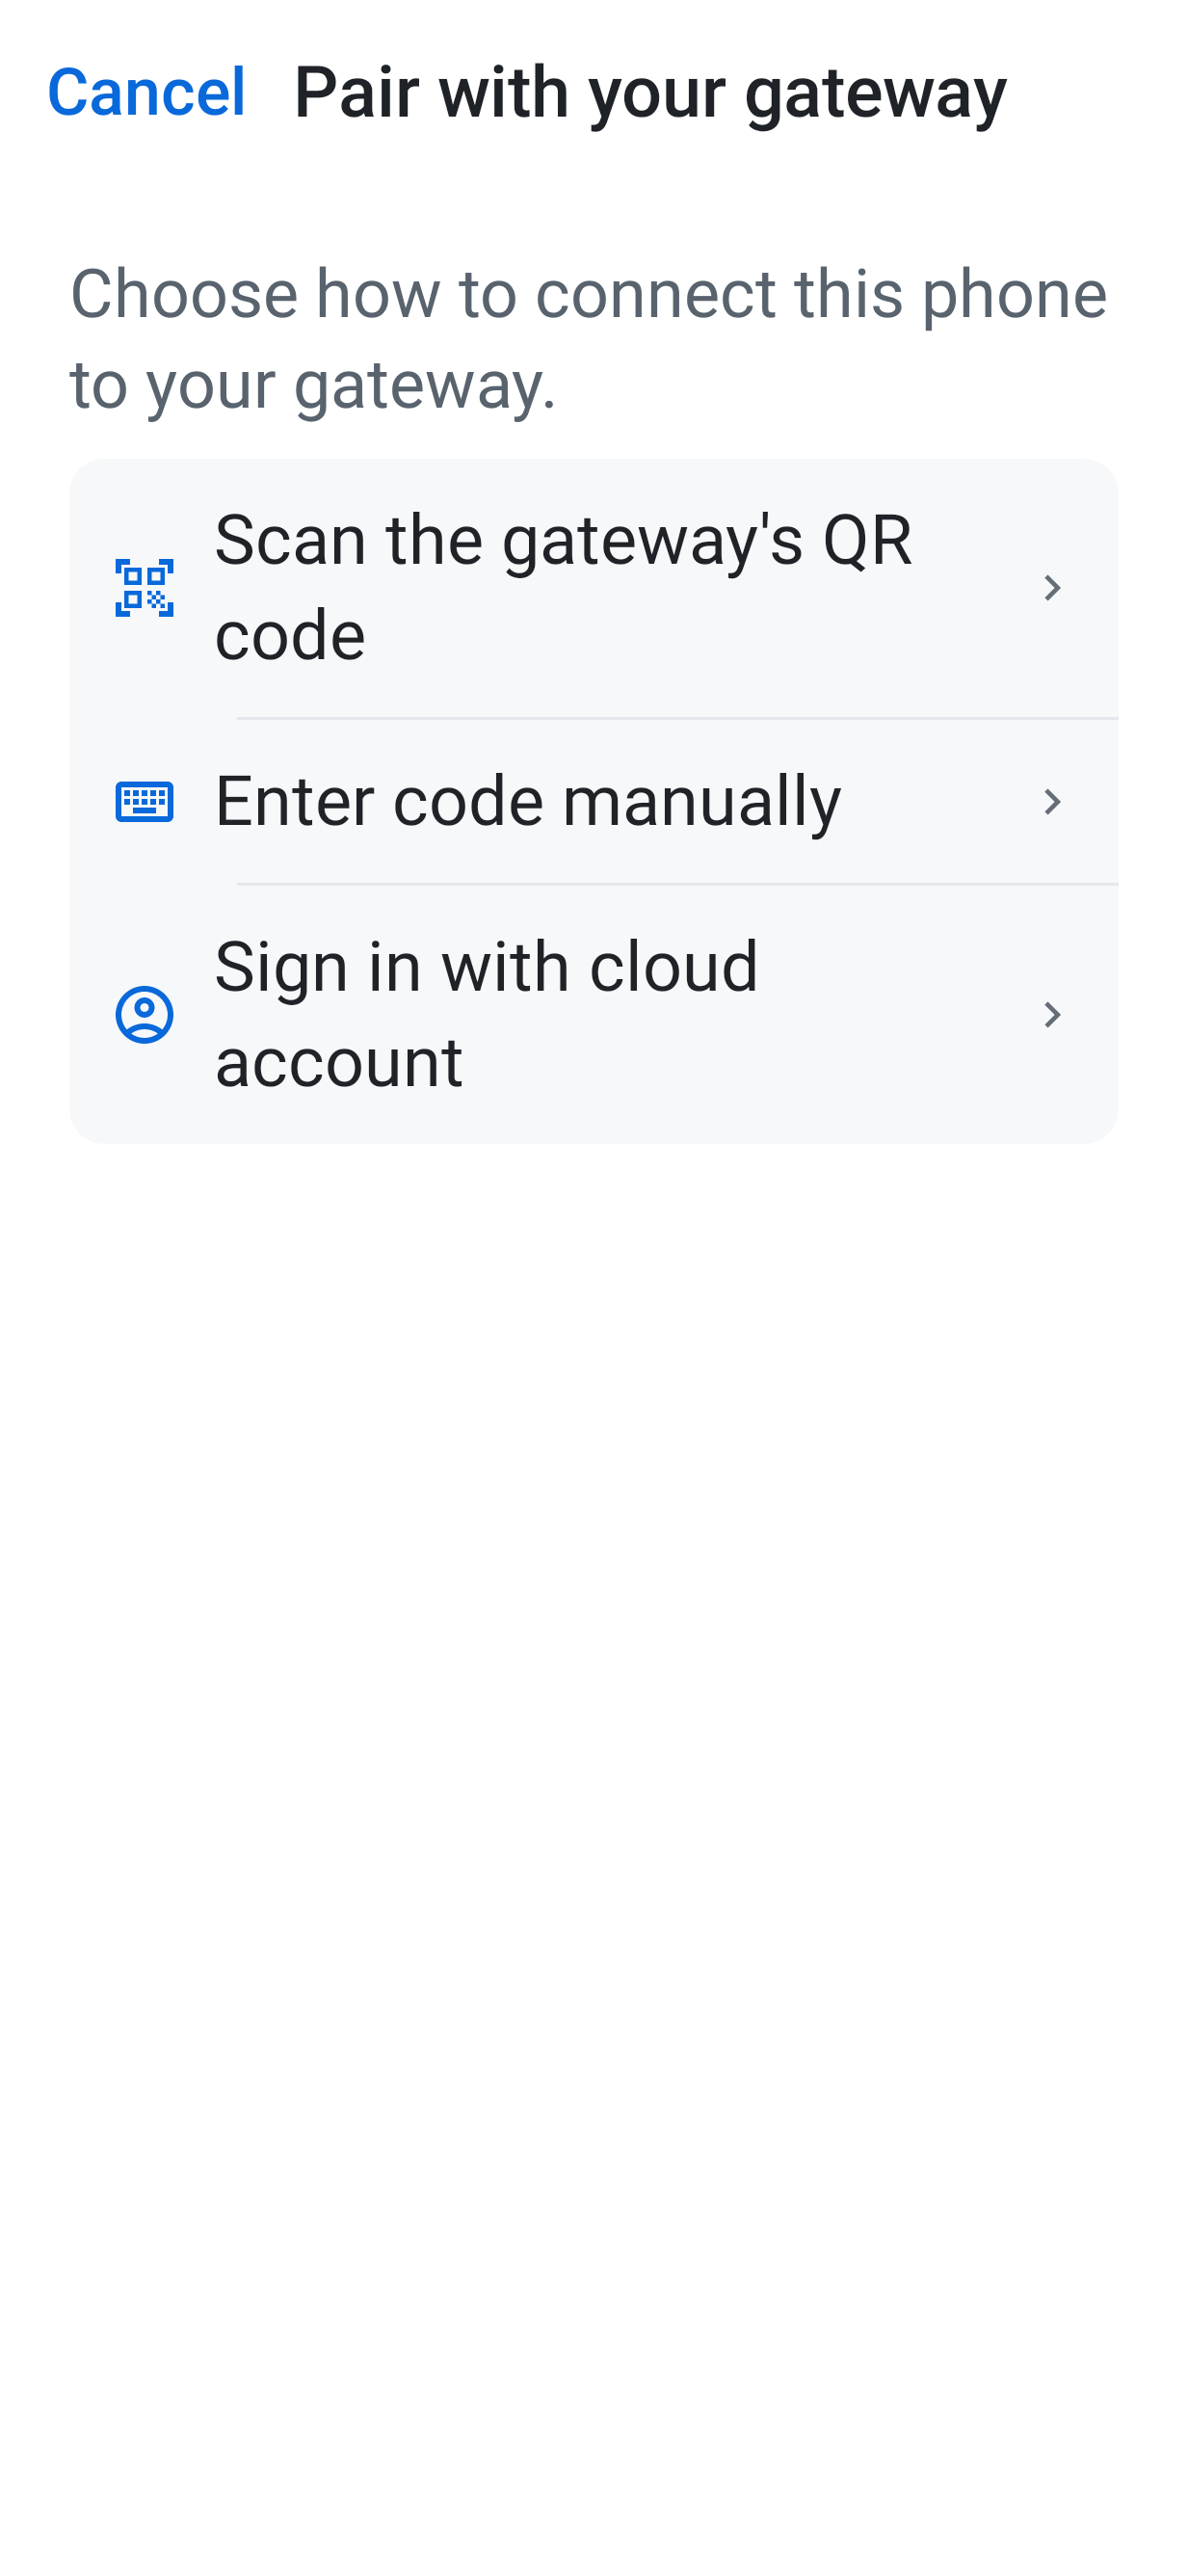 Cancel Pair with your gateway
Choose how to connect this phone
to your gateway.
Scan the gateway's QR
code
Enter code manually
Sign in with cloud
account